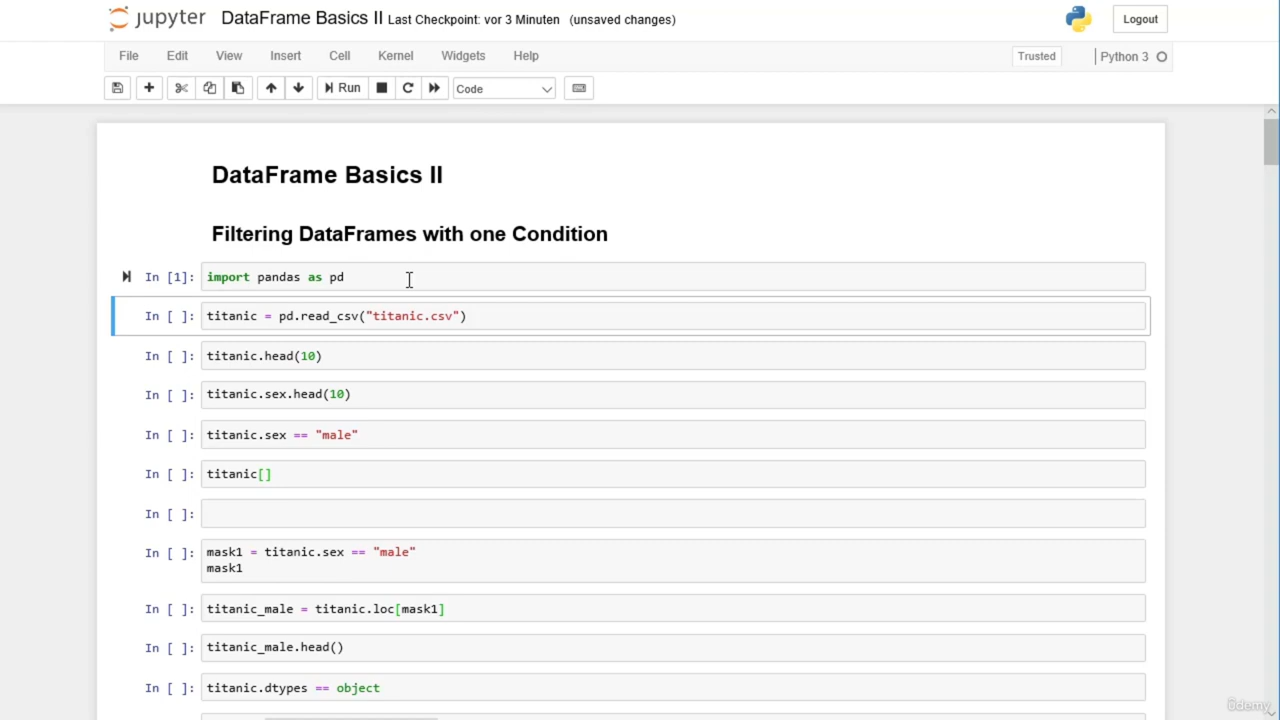 jupyter DataFrame Basics II Last Checkpoint: vor 3 Minuten (unsaved changes) Logout
File Edit View Insert Cell Kernel Widgets Help Trusted Python 3
Run Code
DataFrame Basics II
Filtering DataFrames with one Condition
In [1]: import pandas as pd
In [ ]: titanic = pd.read_csv("titanic.csv")
In [ ]: titanic.head(10)
In [ ]: titanic.sex.head(10)
In [ ]: titanic.sex == "male"
In [ ]: titanic[]
In [ ]:
In [ ]: mask1 = titanic.sex == "male"
mask1
In [ ]: titanic_male = titanic.loc[mask1]
In [ ]: titanic_male.head()
In [ ]: titanic.dtypes == object
ûdemy